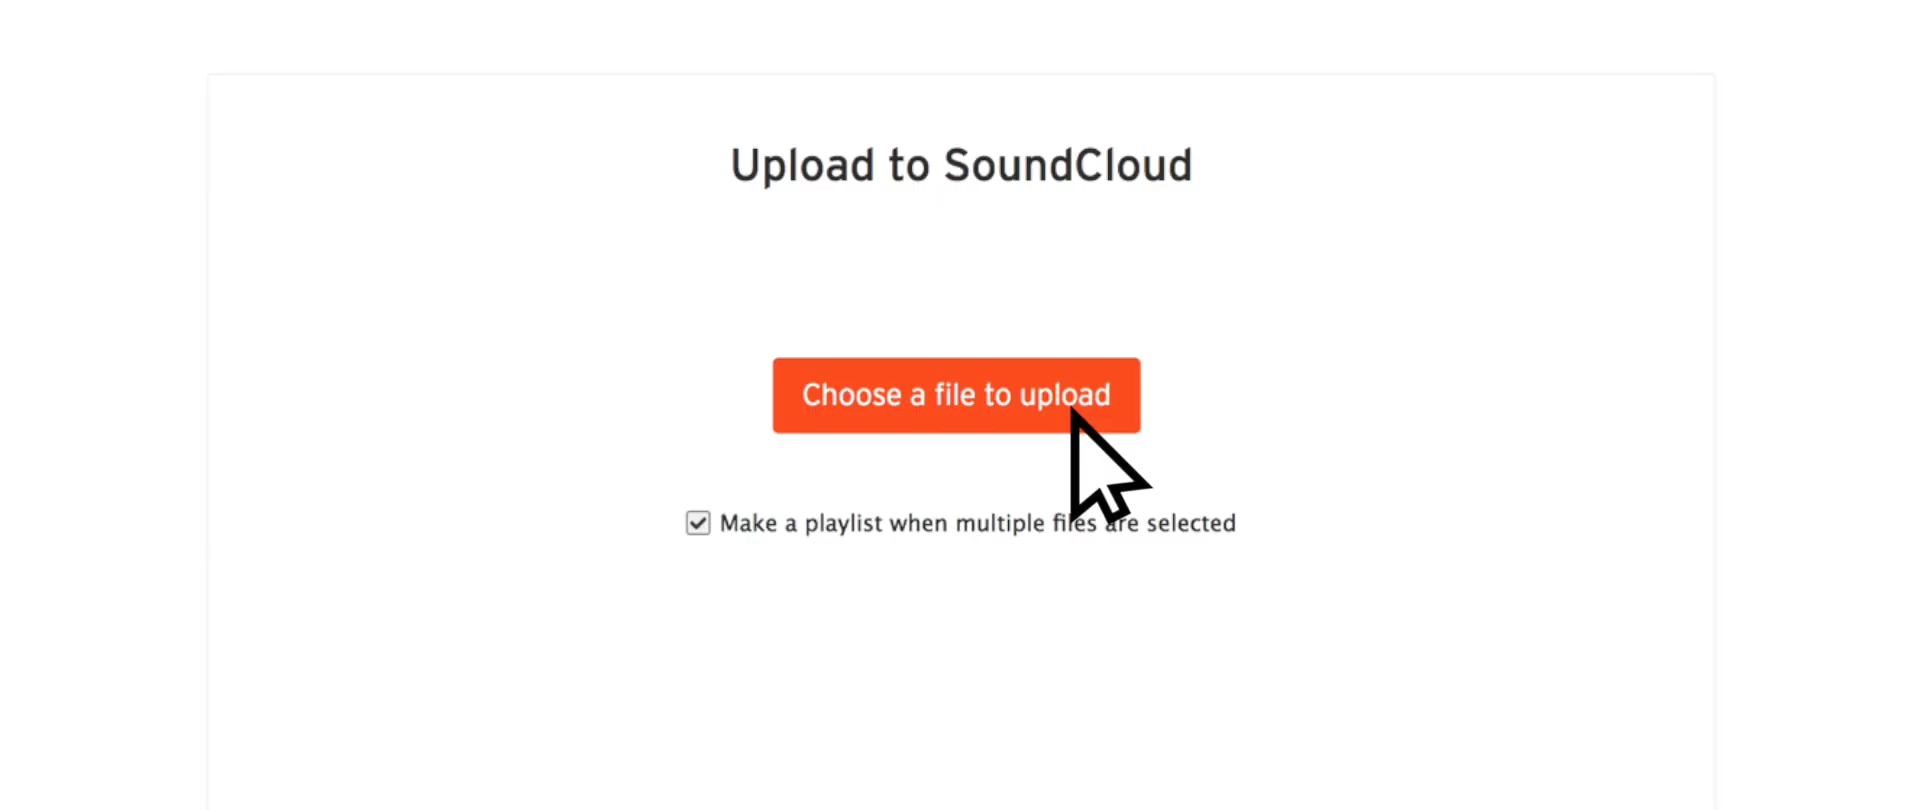 Upload to SoundCloud
Choose a file to upload
Make a playlist when multiple files are selected